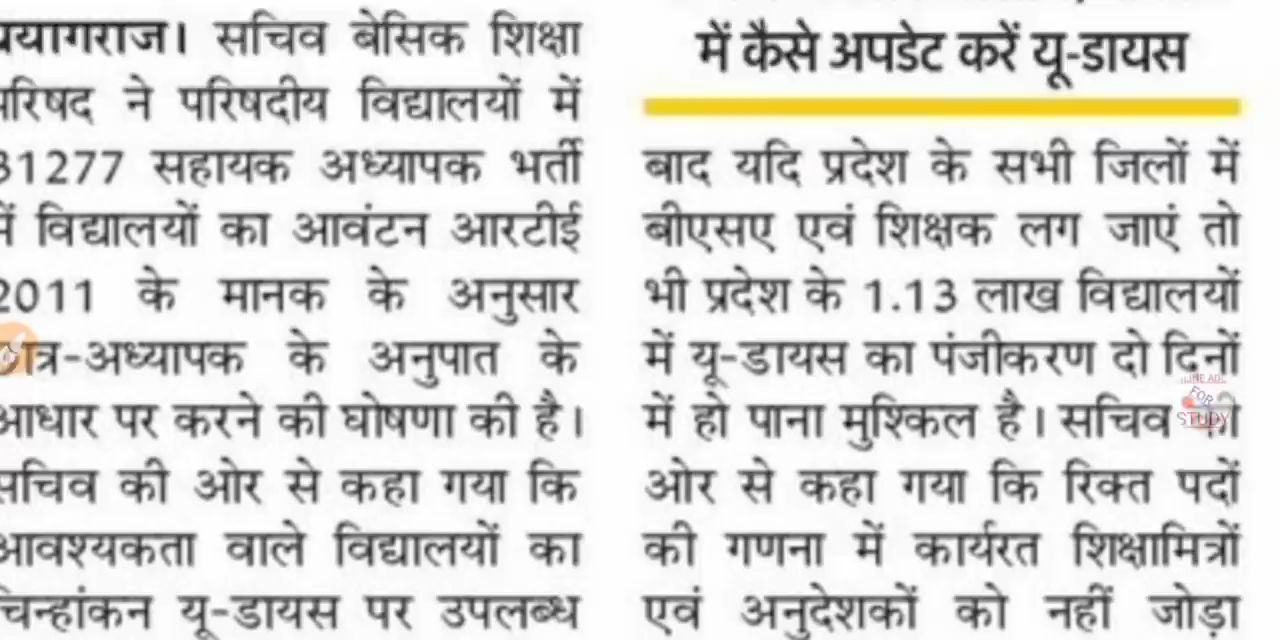 प्रयागराज। सचिव बेसिक शिक्षा
परिषद ने परिषदीय विद्यालयों में
31277 सहायक अध्यापक भर्ती
में विद्यालयों का आवंटन आरटीई
2011 के मानक के अनुसार
छात्र-अध्यापक के अनुपात के
आधार पर करने की घोषणा की है।
सचिव की ओर से कहा गया कि
आवश्यकता वाले विद्यालयों का
चिन्हांकन यू-डायस पर उपलब्ध
में कैसे अपडेट करें यू-डायस
बाद यदि प्रदेश के सभी जिलों में
बीएसए एवं शिक्षक लग जाएं तो
भी प्रदेश के 1.13 लाख विद्यालयों
में यू-डायस का पंजीकरण दो दिनों
में हो पाना मुश्किल है। सचिव की
ओर से कहा गया कि रिक्त पदों
की गणना में कार्यरत शिक्षामित्रों
एवं अनुदेशकों को नहीं जोड़ा
FOR
STUDY